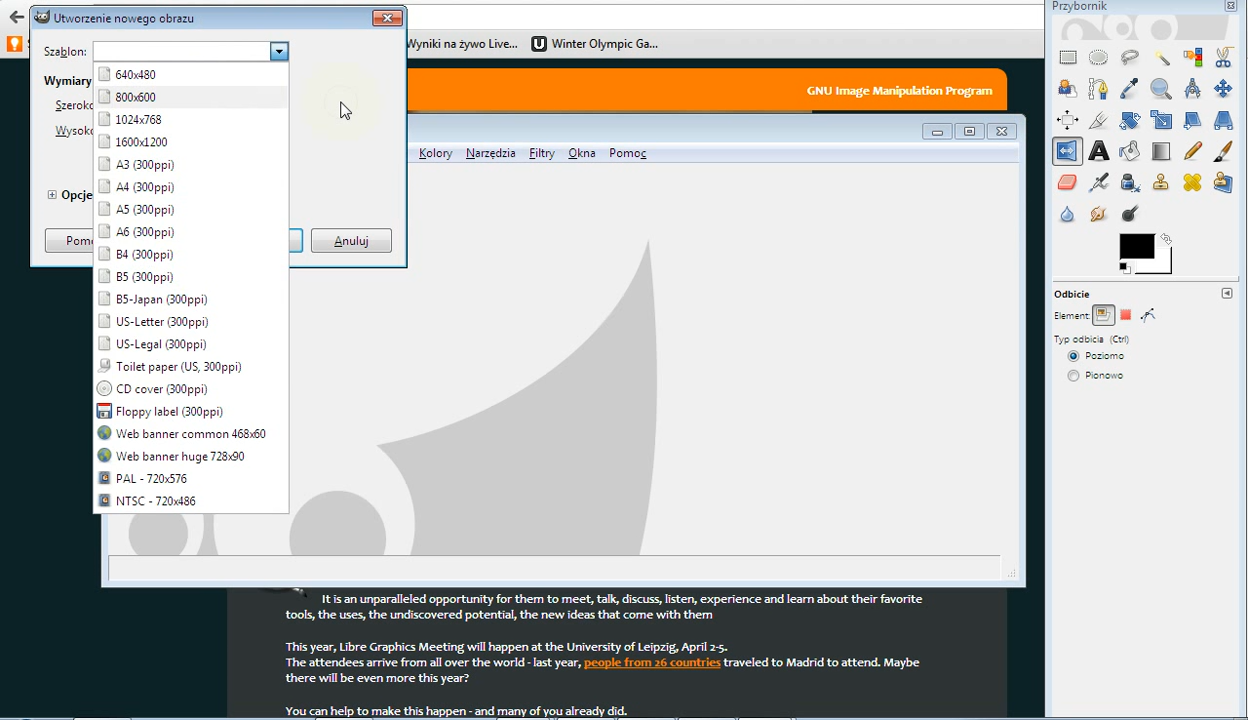 Utworzenie nowego obrazu
Wyniki na żywo Live...
Winter Olympic Ga...
Przybornik
Szablon:
Wymiary
Szeroko
Wysoko
Opcje
Pomo
Anuluj
640x480
800x600
1024x768
1600x1200
A3 (300ppi)
A4 (300ppi)
A5 (300ppi)
A6 (300ppi)
B4 (300ppi)
B5 (300ppi)
B5-Japan (300ppi)
US-Letter (300ppi)
US-Legal (300ppi)
Toilet paper (US, 300ppi)
CD cover (300ppi)
Floppy label (300ppi)
Web banner common 468x60
Web banner huge 728x90
PAL - 720x576
NTSC - 720x486
GNU Image Manipulation Program
Kolory Narzędzia Filtry Okna Pomoc
Odbicie
Element:
Typ odbicia (Ctrl)
Poziomo
Pionowo
It is an unparalleled opportunity for them to meet, talk, discuss, listen, experience and learn about their favorite
tools, the uses, the undiscovered potential, the new ideas that come with them
This year, Libre Graphics Meeting will happen at the University of Leipzig, April 2-5.
The attendees arrive from all over the world - last year, people from 26 countries traveled to Madrid to attend. Maybe
there will be even more this year?
You can help to make this happen - and many of you already did.